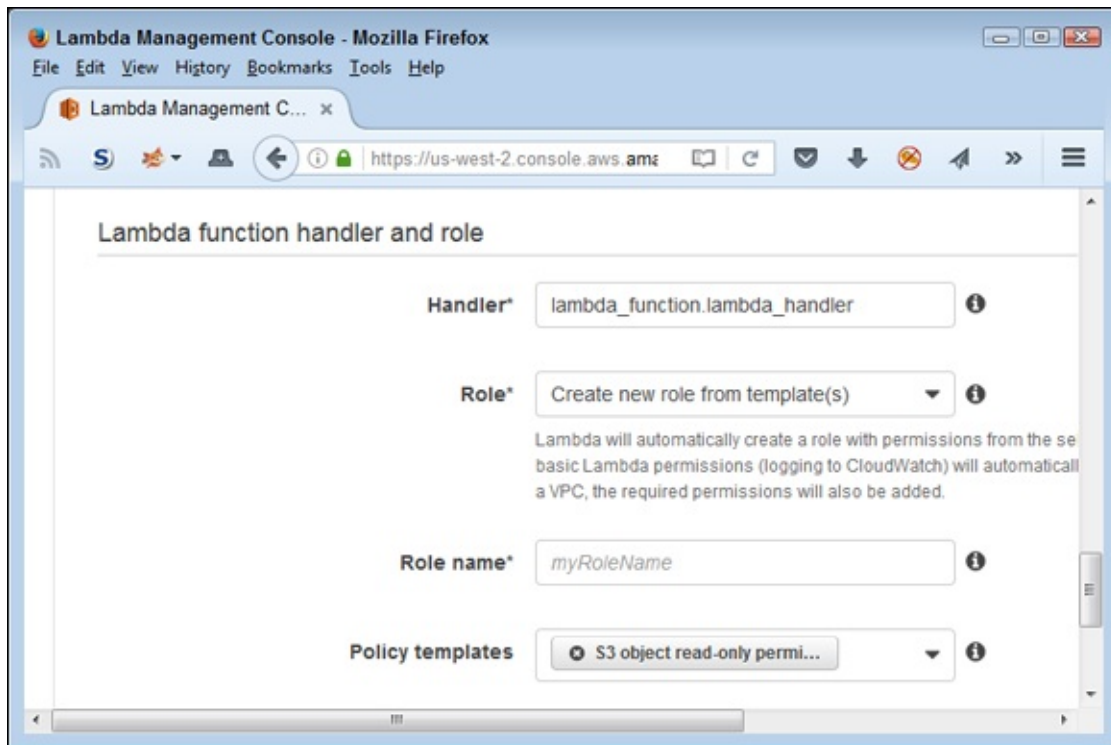 Lambda Management Console - Mozilla Firefox
File Edit View History Bookmarks Tools Help
Lambda Management C... ×
https://us-west-2.console.aws.ama
Lambda function handler and role
Handler* lambda_function.lambda_handler
Role* Create new role from template(s)
Lambda will automatically create a role with permissions from the se
basic Lambda permissions (logging to CloudWatch) will automaticall
a VPC, the required permissions will also be added.
Role name* myRoleName
Policy templates S3 object read-only permi...